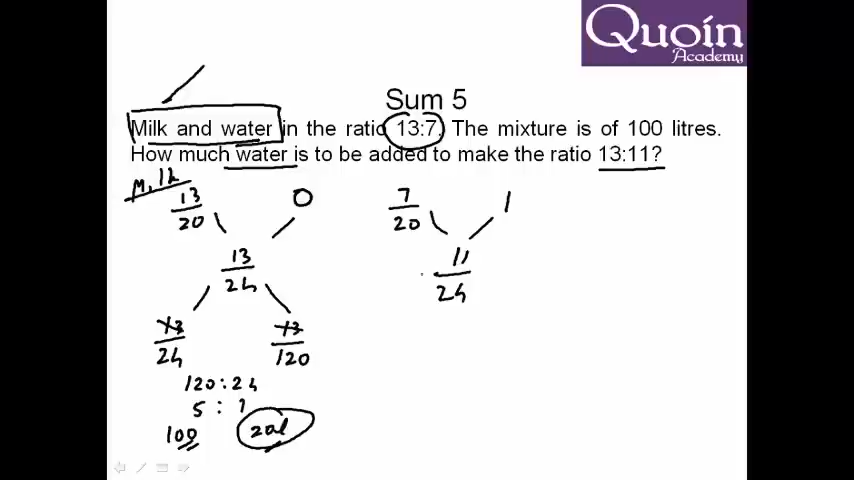 Quoin
Academy
Sum 5
Milk and water in the ratio 13:7. The mixture is of 100 litres.
How much water is to be added to make the ratio 13:11?
13/20 0 7/20 1
13/24 11/24
13/24 13/120
120:24
5 : 1
100 20l